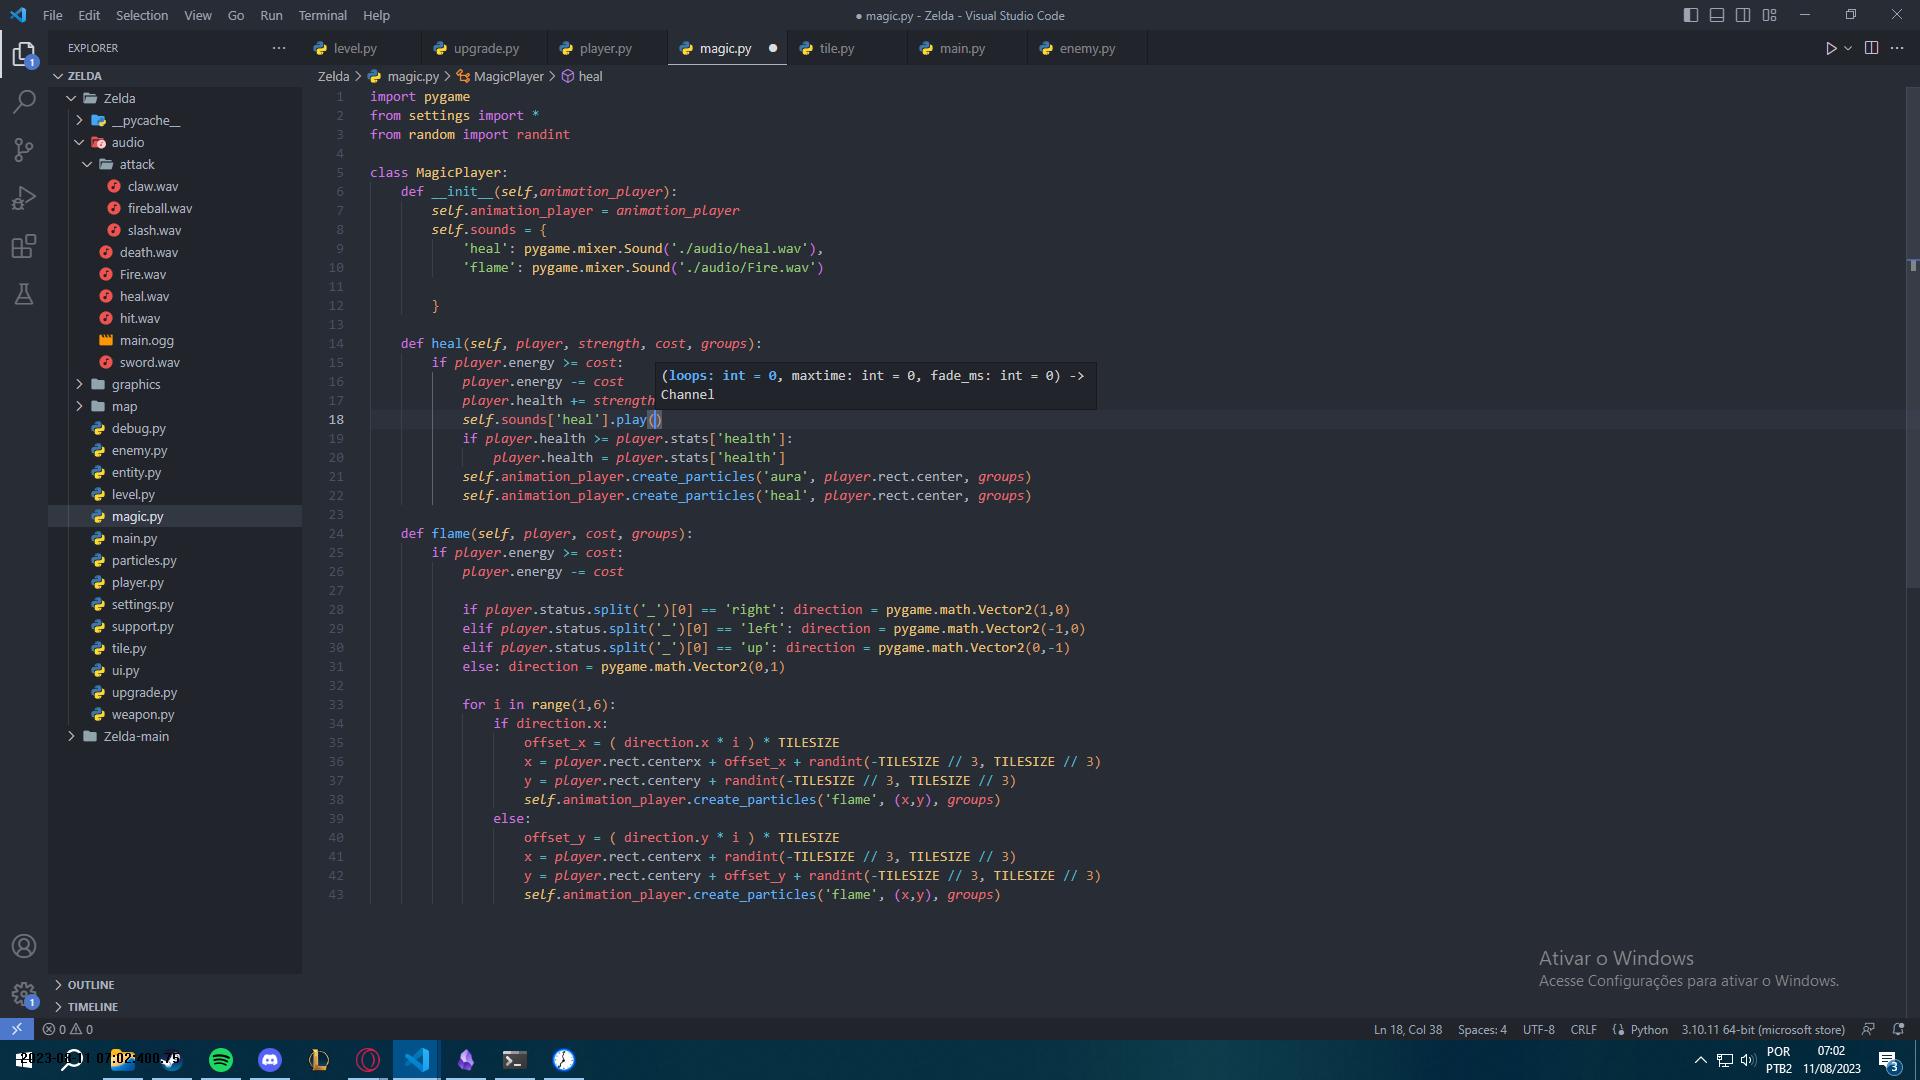 File Edit Selection View Go Run Terminal Help
● magic.py - Zelda - Visual Studio Code
EXPLORER
level.py upgrade.py player.py magic.py tile.py main.py enemy.py
ZELDA
Zelda
__pycache__
audio
attack
claw.wav
fireball.wav
slash.wav
death.wav
Fire.wav
heal.wav
hit.wav
main.ogg
sword.wav
graphics
map
debug.py
enemy.py
entity.py
level.py
magic.py
main.py
particles.py
player.py
settings.py
support.py
tile.py
ui.py
upgrade.py
weapon.py
Zelda-main
OUTLINE
TIMELINE
Zelda > magic.py > MagicPlayer > heal
1 import pygame
2 from settings import *
3 from random import randint
4
5 class MagicPlayer:
6 def __init__(self,animation_player):
7 self.animation_player = animation_player
8 self.sounds = {
9 'heal': pygame.mixer.Sound('./audio/heal.wav'),
10 'flame': pygame.mixer.Sound('./audio/Fire.wav')
11
12 }
13
14 def heal(self, player, strength, cost, groups):
15 if player.energy >= cost:
16 player.energy -= cost
17 player.health += strength
(loops: int = 0, maxtime: int = 0, fade_ms: int = 0) ->
Channel
18 self.sounds['heal'].play()
19 if player.health >= player.stats['health']:
20 player.health = player.stats['health']
21 self.animation_player.create_particles('aura', player.rect.center, groups)
22 self.animation_player.create_particles('heal', player.rect.center, groups)
23
24 def flame(self, player, cost, groups):
25 if player.energy >= cost:
26 player.energy -= cost
27
28 if player.status.split('_')[0] == 'right': direction = pygame.math.Vector2(1,0)
29 elif player.status.split('_')[0] == 'left': direction = pygame.math.Vector2(-1,0)
30 elif player.status.split('_')[0] == 'up': direction = pygame.math.Vector2(0,-1)
31 else: direction = pygame.math.Vector2(0,1)
32
33 for i in range(1,6):
34 if direction.x:
35 offset_x = ( direction.x * i ) * TILESIZE
36 x = player.rect.centerx + offset_x + randint(-TILESIZE // 3, TILESIZE // 3)
37 y = player.rect.centery + randint(-TILESIZE // 3, TILESIZE // 3)
38 self.animation_player.create_particles('flame', (x,y), groups)
39 else:
40 offset_y = ( direction.y * i ) * TILESIZE
41 x = player.rect.centerx + randint(-TILESIZE // 3, TILESIZE // 3)
42 y = player.rect.centery + offset_y + randint(-TILESIZE // 3, TILESIZE // 3)
43 self.animation_player.create_particles('flame', (x,y), groups)
Ativar o Windows
Acesse Configurações para ativar o Windows.
1
1
0 0
Ln 18, Col 38 Spaces: 4 UTF-8 CRLF Python 3.10.11 64-bit (microsoft store)
POR
PTB2
07:02
11/08/2023
3